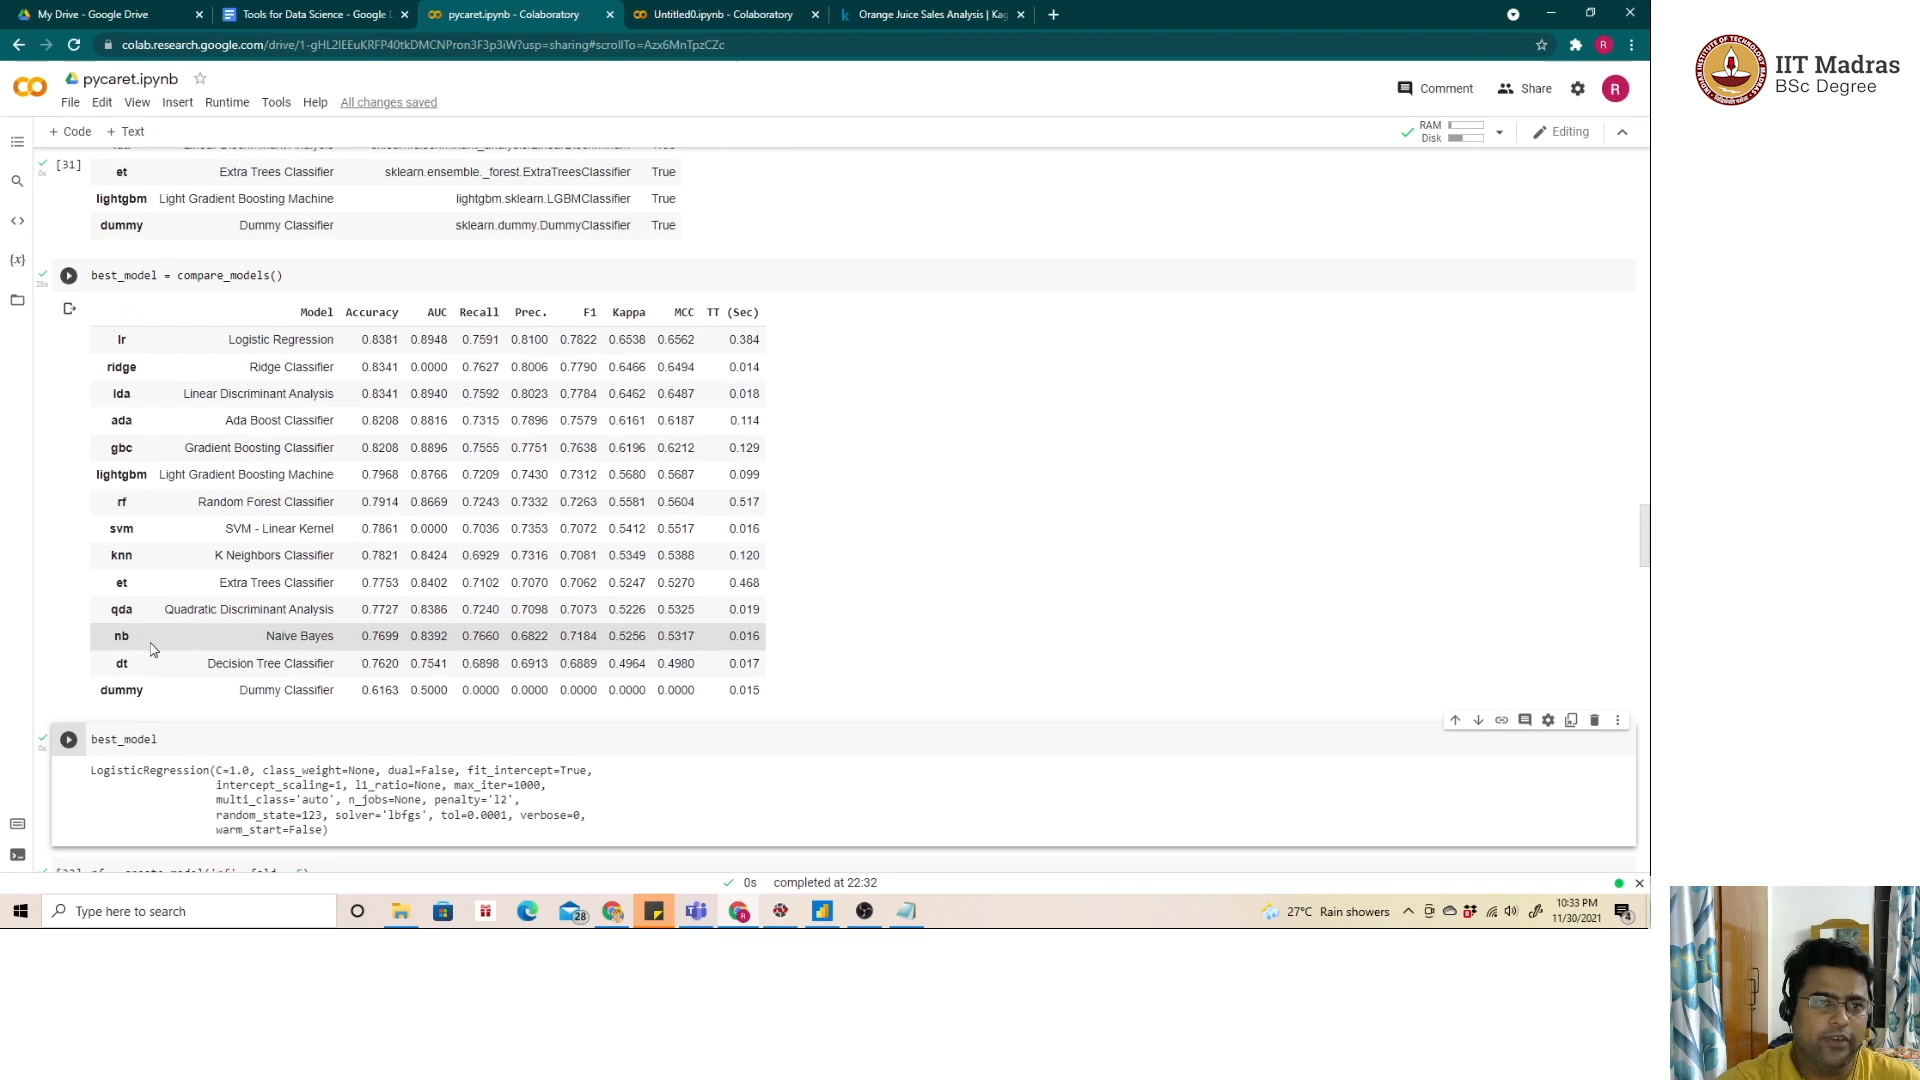 My Drive - Google Drive
Tools for Data Science - Google D
pycaret.ipynb - Colaboratory
Untitled0.ipynb - Colaboratory
Orange Juice Sales Analysis | Kag
colab.research.google.com/drive/1-gHL2IEEuKRFP40tkDMCNPron3F3p3iW?usp=sharing#scrollTo=Azx6MnTpzCZc
R
IIT Madras
BSc Degree
pycaret.ipynb
File Edit View Insert Runtime Tools Help All changes saved
Comment Share R
+ Code + Text
RAM
Disk
Editing
[31]
0s
et Extra Trees Classifier sklearn.ensemble._forest.ExtraTreesClassifier True
lightgbm Light Gradient Boosting Machine lightgbm.sklearn.LGBMClassifier True
dummy Dummy Classifier sklearn.dummy.DummyClassifier True
best_model = compare_models()
26s
Model Accuracy AUC Recall Prec. F1 Kappa MCC TT (Sec)
lr Logistic Regression 0.8381 0.8948 0.7591 0.8100 0.7822 0.6538 0.6562 0.384
ridge Ridge Classifier 0.8341 0.0000 0.7627 0.8006 0.7790 0.6466 0.6494 0.014
lda Linear Discriminant Analysis 0.8341 0.8940 0.7592 0.8023 0.7784 0.6462 0.6487 0.018
ada Ada Boost Classifier 0.8208 0.8816 0.7315 0.7896 0.7579 0.6161 0.6187 0.114
gbc Gradient Boosting Classifier 0.8208 0.8896 0.7555 0.7751 0.7638 0.6196 0.6212 0.129
lightgbm Light Gradient Boosting Machine 0.7968 0.8766 0.7209 0.7430 0.7312 0.5680 0.5687 0.099
rf Random Forest Classifier 0.7914 0.8669 0.7243 0.7332 0.7263 0.5581 0.5604 0.517
svm SVM - Linear Kernel 0.7861 0.0000 0.7036 0.7353 0.7072 0.5412 0.5517 0.016
knn K Neighbors Classifier 0.7821 0.8424 0.6929 0.7316 0.7081 0.5349 0.5388 0.120
et Extra Trees Classifier 0.7753 0.8402 0.7102 0.7070 0.7062 0.5247 0.5270 0.468
qda Quadratic Discriminant Analysis 0.7727 0.8386 0.7240 0.7098 0.7073 0.5226 0.5325 0.019
nb Naive Bayes 0.7699 0.8392 0.7660 0.6822 0.7184 0.5256 0.5317 0.016
dt Decision Tree Classifier 0.7620 0.7541 0.6898 0.6913 0.6889 0.4964 0.4980 0.017
dummy Dummy Classifier 0.6163 0.5000 0.0000 0.0000 0.0000 0.0000 0.0000 0.015
best_model
0s
LogisticRegression(C=1.0, class_weight=None, dual=False, fit_intercept=True,
intercept_scaling=1, l1_ratio=None, max_iter=1000,
multi_class='auto', n_jobs=None, penalty='l2',
random_state=123, solver='lbfgs', tol=0.0001, verbose=0,
warm_start=False)
0s completed at 22:32
Type here to search
28
27°C Rain showers
10:33 PM
11/30/2021
4